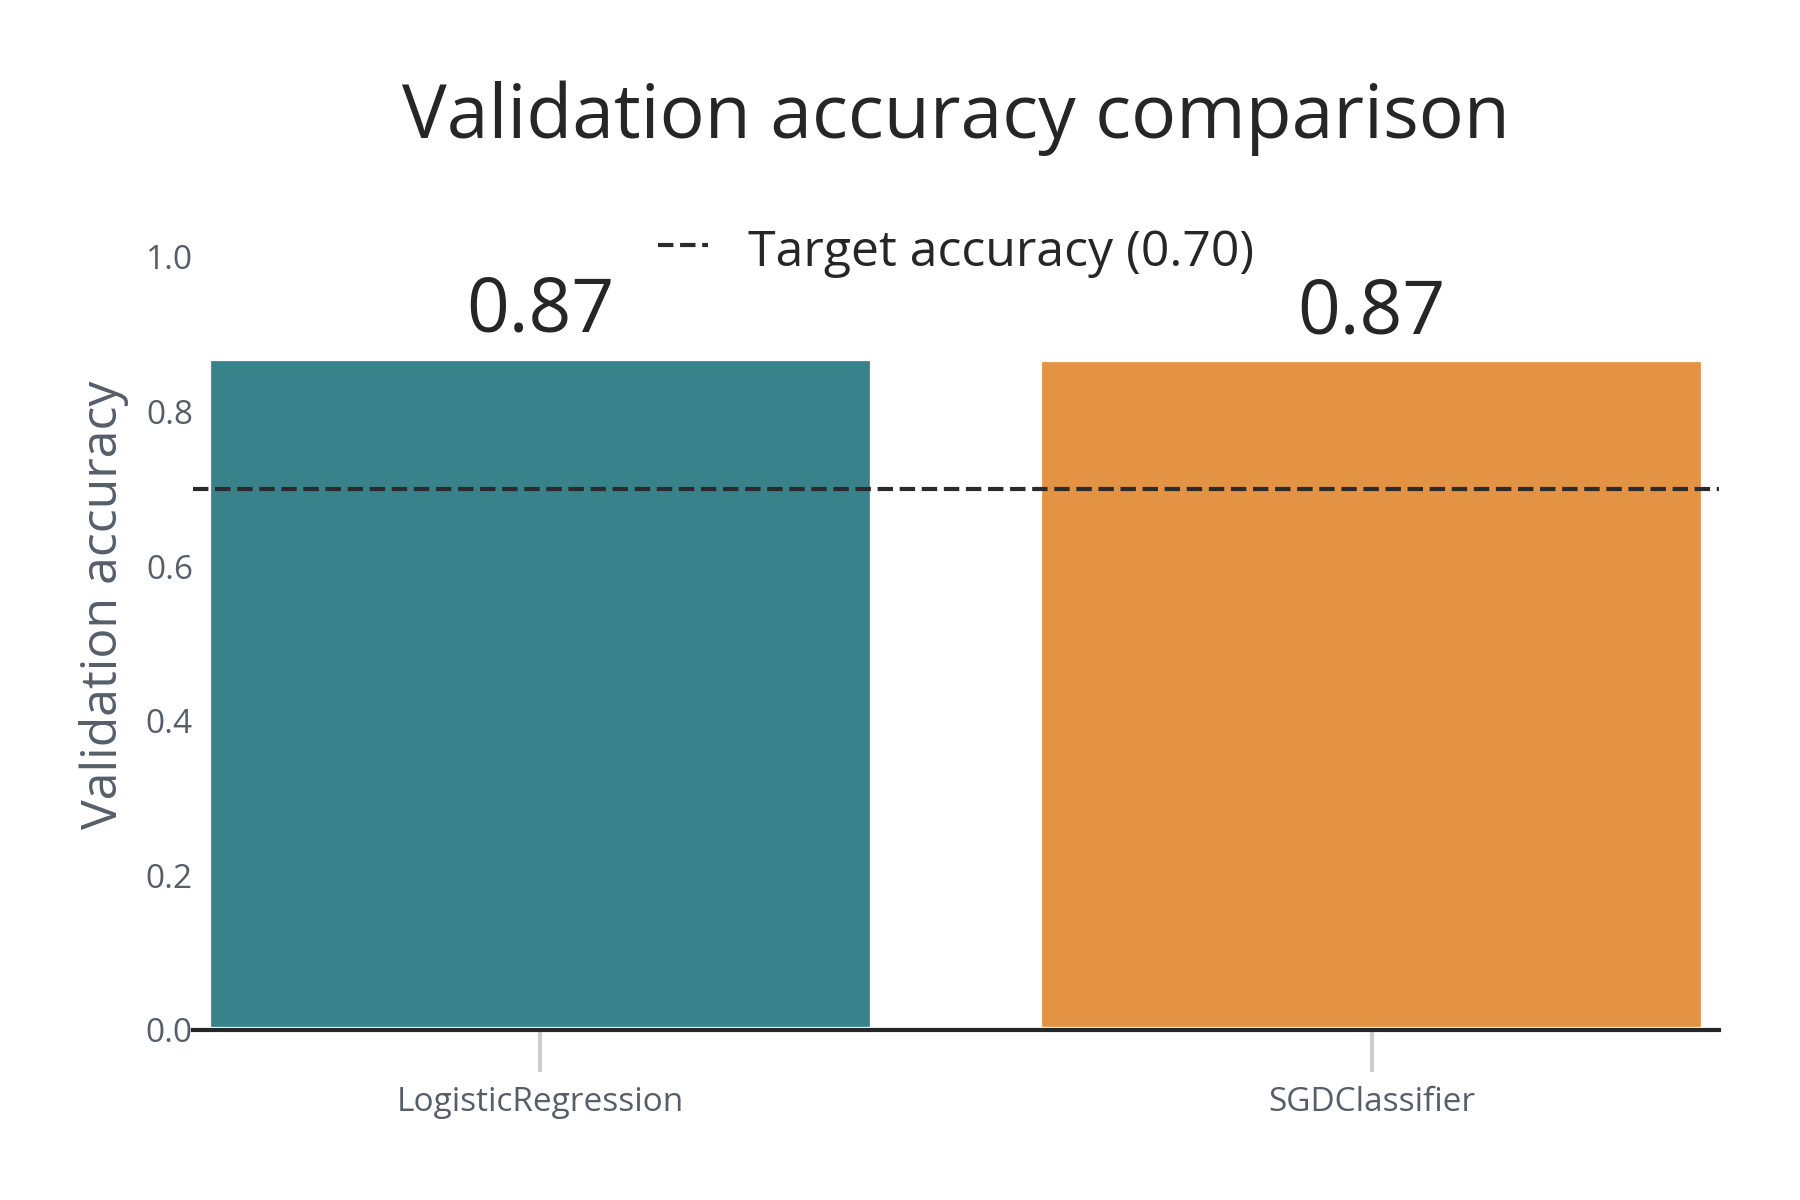 Validation accuracy comparison
Target accuracy (0.70)
1.0
0.87
0.87
0.8
0.6
0.4
0.2
0.0
Validation accuracy
LogisticRegression
SGDClassifier